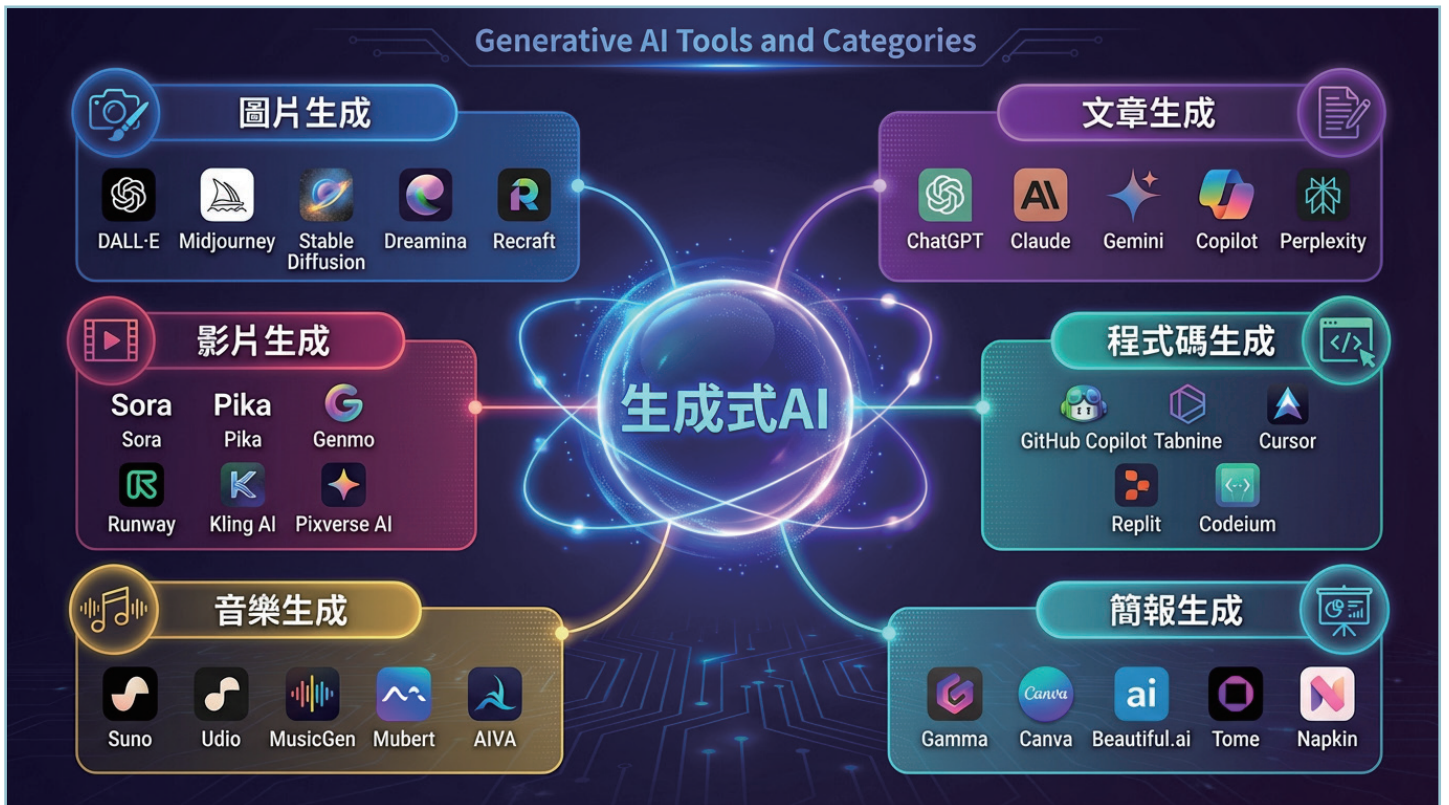 Generative AI Tools and Categories
圖片生成
DALL·E Midjourney Stable Diffusion Dreamina Recraft
文章生成
ChatGPT Claude Gemini Copilot Perplexity
影片生成
Sora Pika
Sora Pika Genmo
Runway Kling AI Pixverse AI
生成式AI
程式碼生成
GitHub Copilot Tabnine Cursor
Replit Codeium
音樂生成
Suno Udio MusicGen Mubert AIVA
簡報生成
Canva ai
Gamma Canva Beautiful.ai Tome Napkin